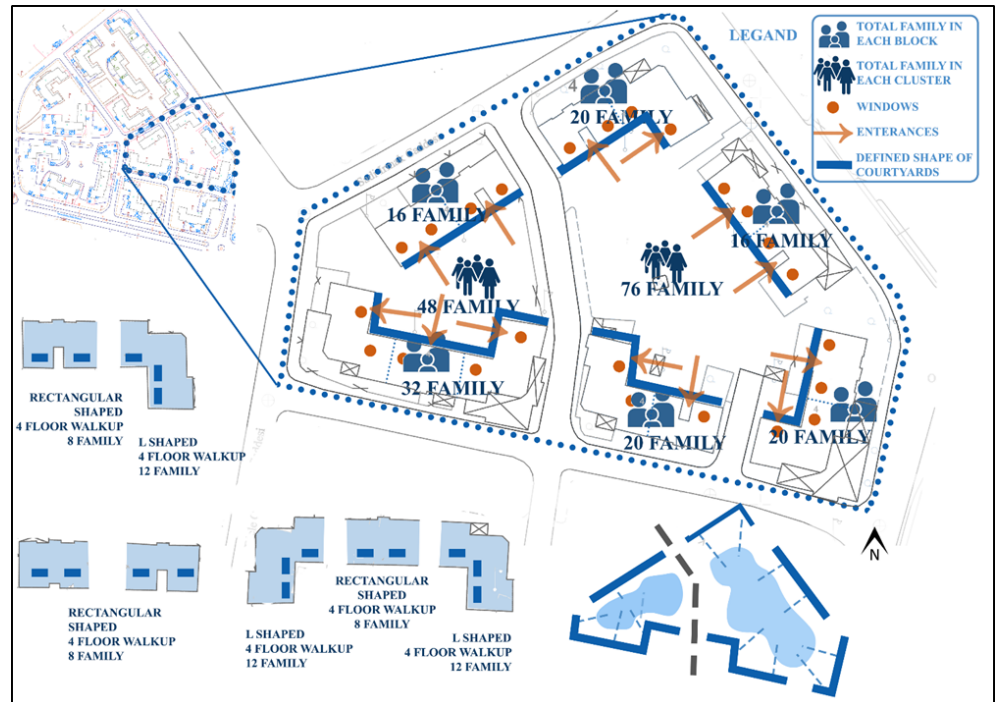 LEGAND
TOTAL FAMILY IN
EACH BLOCK
TOTAL FAMILY IN
EACH CLUSTER
WINDOWS
ENTERANCES
DEFINED SHAPE OF
COURTYARDS
4
20 FAMILY
16 FAMILY
16 FAMILY
48 FAMILY
76 FAMILY
32 FAMILY
20 FAMILY
20 FAMILY
RECTANGULAR
SHAPED
4 FLOOR WALKUP
8 FAMILY
L SHAPED
4 FLOOR WALKUP
12 FAMILY
RECTANGULAR
SHAPED
4 FLOOR WALKUP
8 FAMILY
L SHAPED
4 FLOOR WALKUP
12 FAMILY
RECTANGULAR
SHAPED
4 FLOOR WALKUP
8 FAMILY
L SHAPED
4 FLOOR WALKUP
12 FAMILY
N